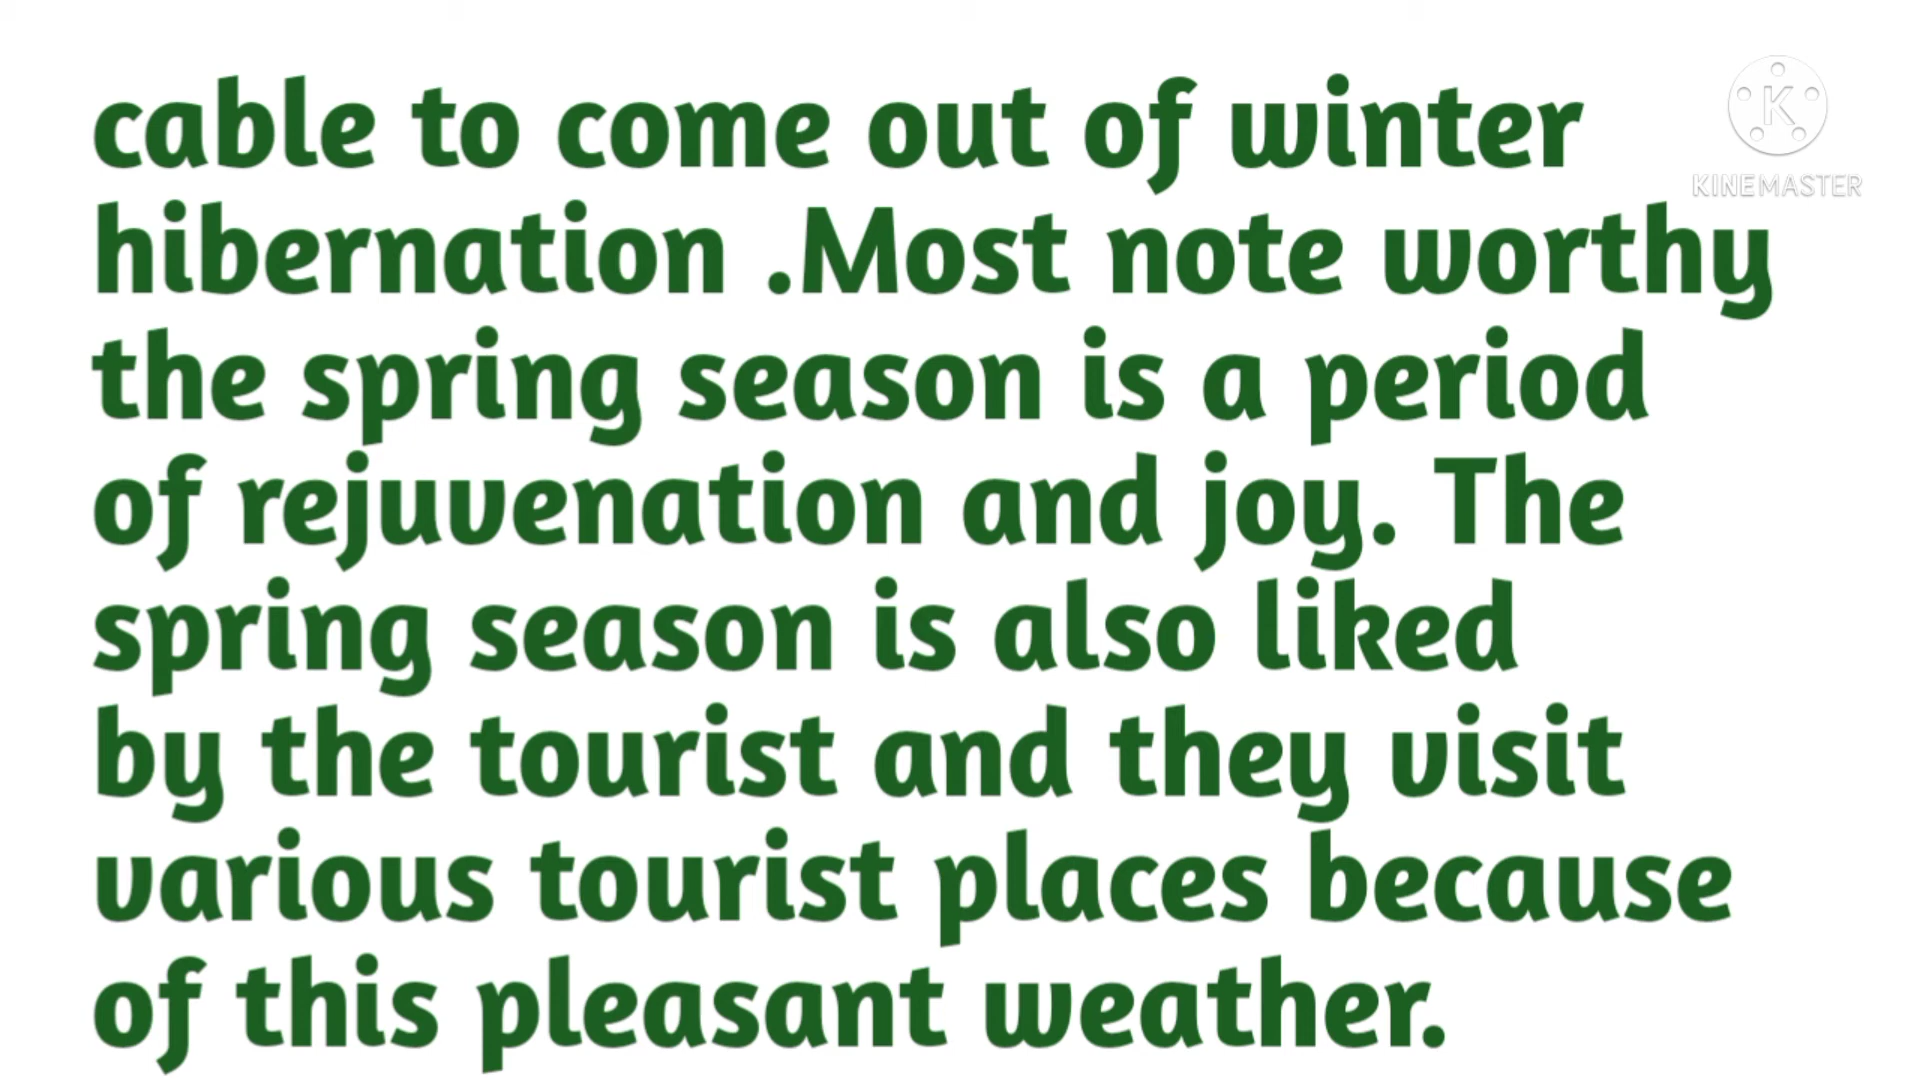 cable to come out of winter
KINEMASTER
hibernation .Most note worthy
the spring season is a period
of rejuvenation and joy. The
spring season is also liked
by the tourist and they visit
various tourist places because
of this pleasant weather.